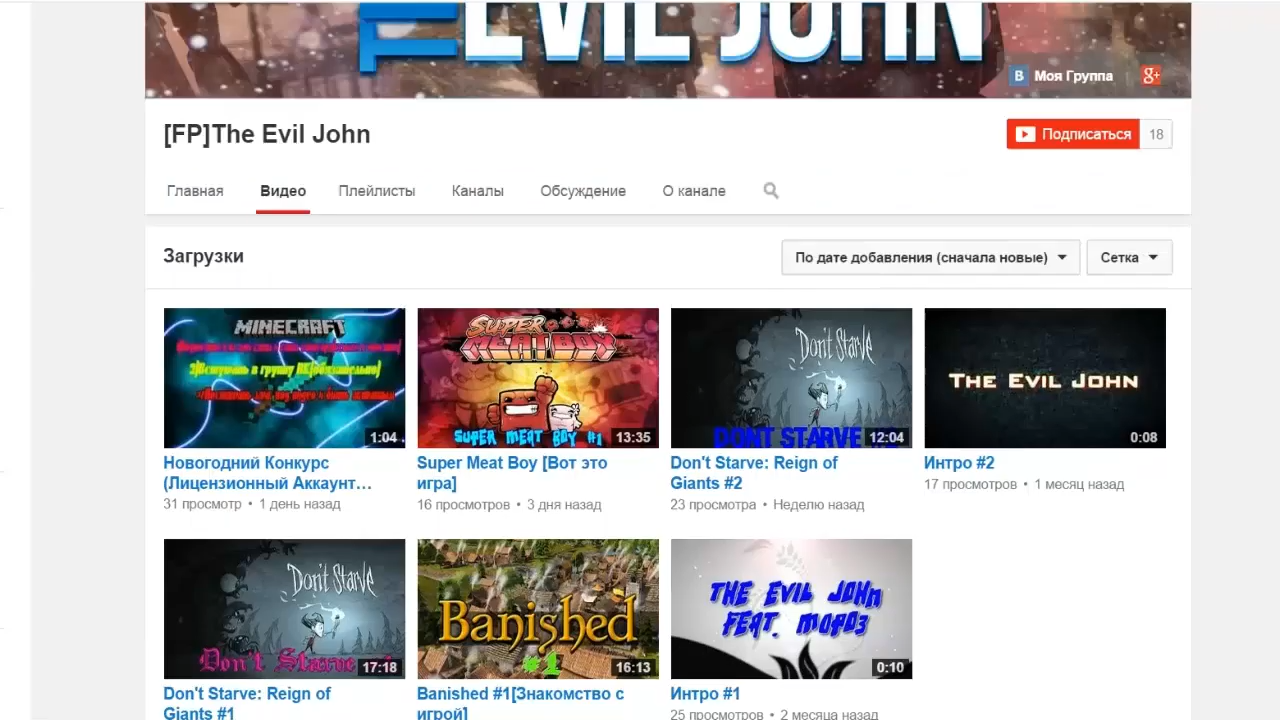 EVIL JOHN
B Моя Группа g+
[FP]The Evil John
Подписаться 18
Главная Видео Плейлисты Каналы Обсуждение О канале
Загрузки
По дате добавления (сначала новые) Сетка
MINECRAFT
2)Вступить в группу ВК(обязательно)
1:04
SUPER
MEAT BOY
SUPER MEAT BOY #1 13:35
Don't Starve
DONT STARVE 12:04
THE EVIL JOHN
0:08
Новогодний Конкурс
(Лицензионный Аккаунт…
31 просмотр • 1 день назад
Super Meat Boy [Вот это
игра]
16 просмотров • 3 дня назад
Don't Starve: Reign of
Giants #2
23 просмотра • Неделю назад
Интро #2
17 просмотров • 1 месяц назад
Don't Starve
Don't Starve 17:18
Banished
#1 16:13
THE EVIL JOHN
FEAT. МОРОЗ
0:10
Don't Starve: Reign of
Giants #1
Banished #1[Знакомство с
игрой]
Интро #1
25 просмотров • 2 месяца назад